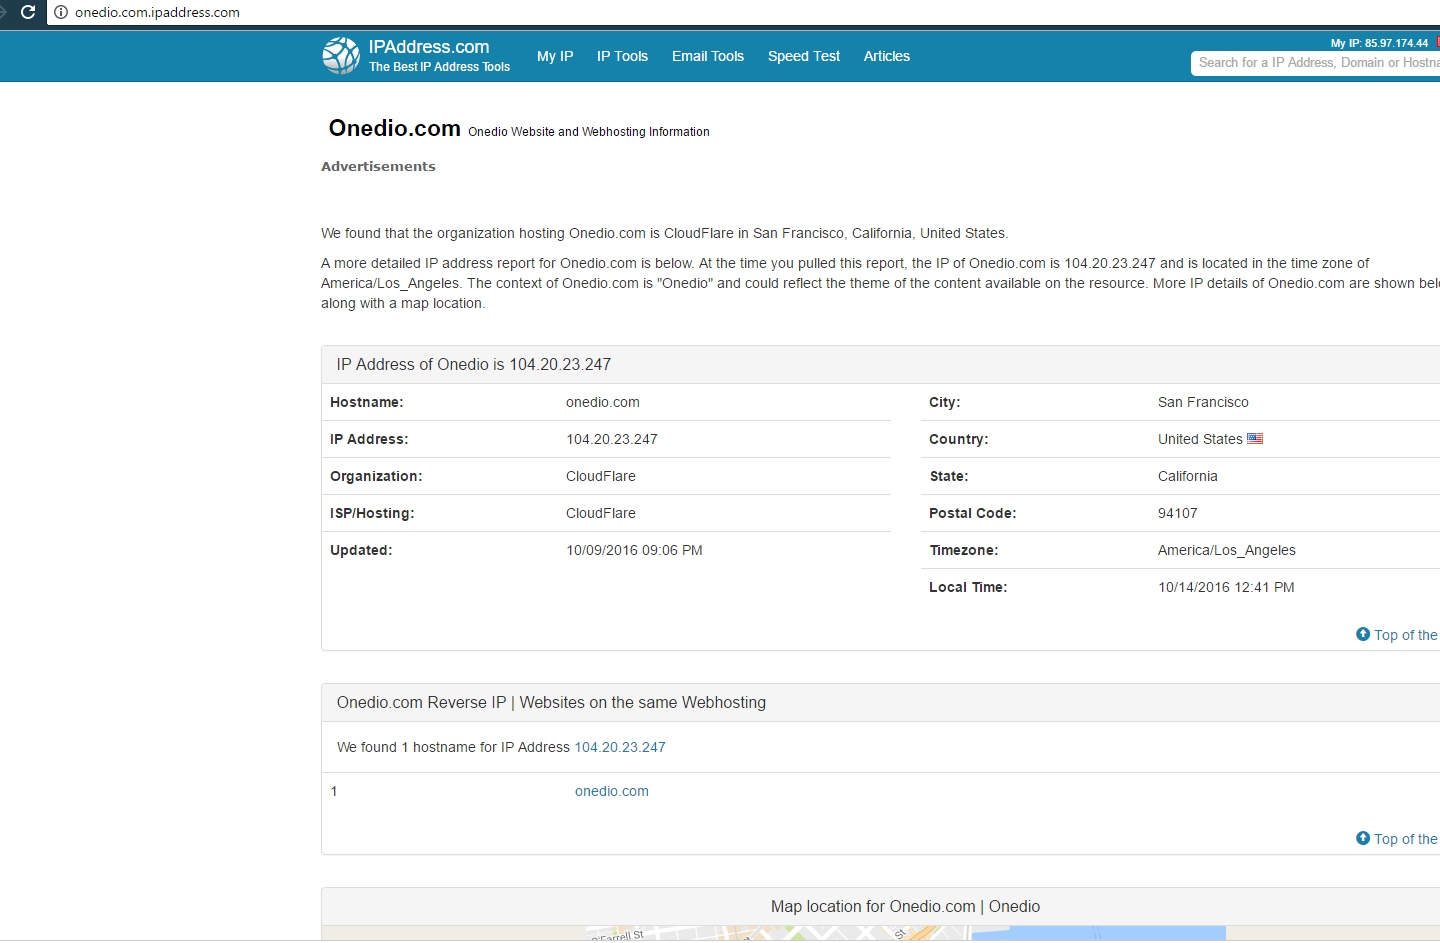 onedio.com.ipaddress.com
IPAddress.com
The Best IP Address Tools
My IP IP Tools Email Tools Speed Test Articles
My IP: 85.97.174.44
Search for a IP Address, Domain or Hostna
Onedio.com Onedio Website and Webhosting Information
Advertisements
We found that the organization hosting Onedio.com is CloudFlare in San Francisco, California, United States.
A more detailed IP address report for Onedio.com is below. At the time you pulled this report, the IP of Onedio.com is 104.20.23.247 and is located in the time zone of
America/Los_Angeles. The context of Onedio.com is "Onedio" and could reflect the theme of the content available on the resource. More IP details of Onedio.com are shown belo
along with a map location.
IP Address of Onedio is 104.20.23.247
Hostname: onedio.com City: San Francisco
IP Address: 104.20.23.247 Country: United States
Organization: CloudFlare State: California
ISP/Hosting: CloudFlare Postal Code: 94107
Updated: 10/09/2016 09:06 PM Timezone: America/Los_Angeles
Local Time: 10/14/2016 12:41 PM
Top of the
Onedio.com Reverse IP | Websites on the same Webhosting
We found 1 hostname for IP Address 104.20.23.247
1 onedio.com
Top of the
Map location for Onedio.com | Onedio
O'Farrell St
St